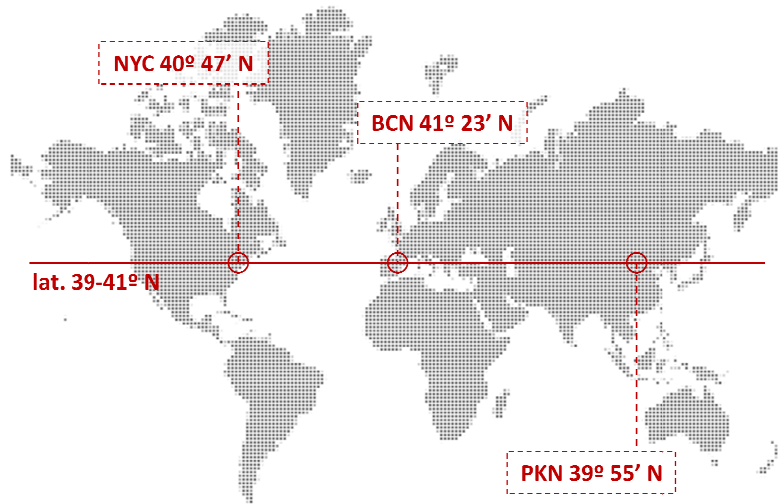 NYC 40º 47’ N
BCN 41º 23’ N
lat. 39-41º N
PKN 39º 55’ N